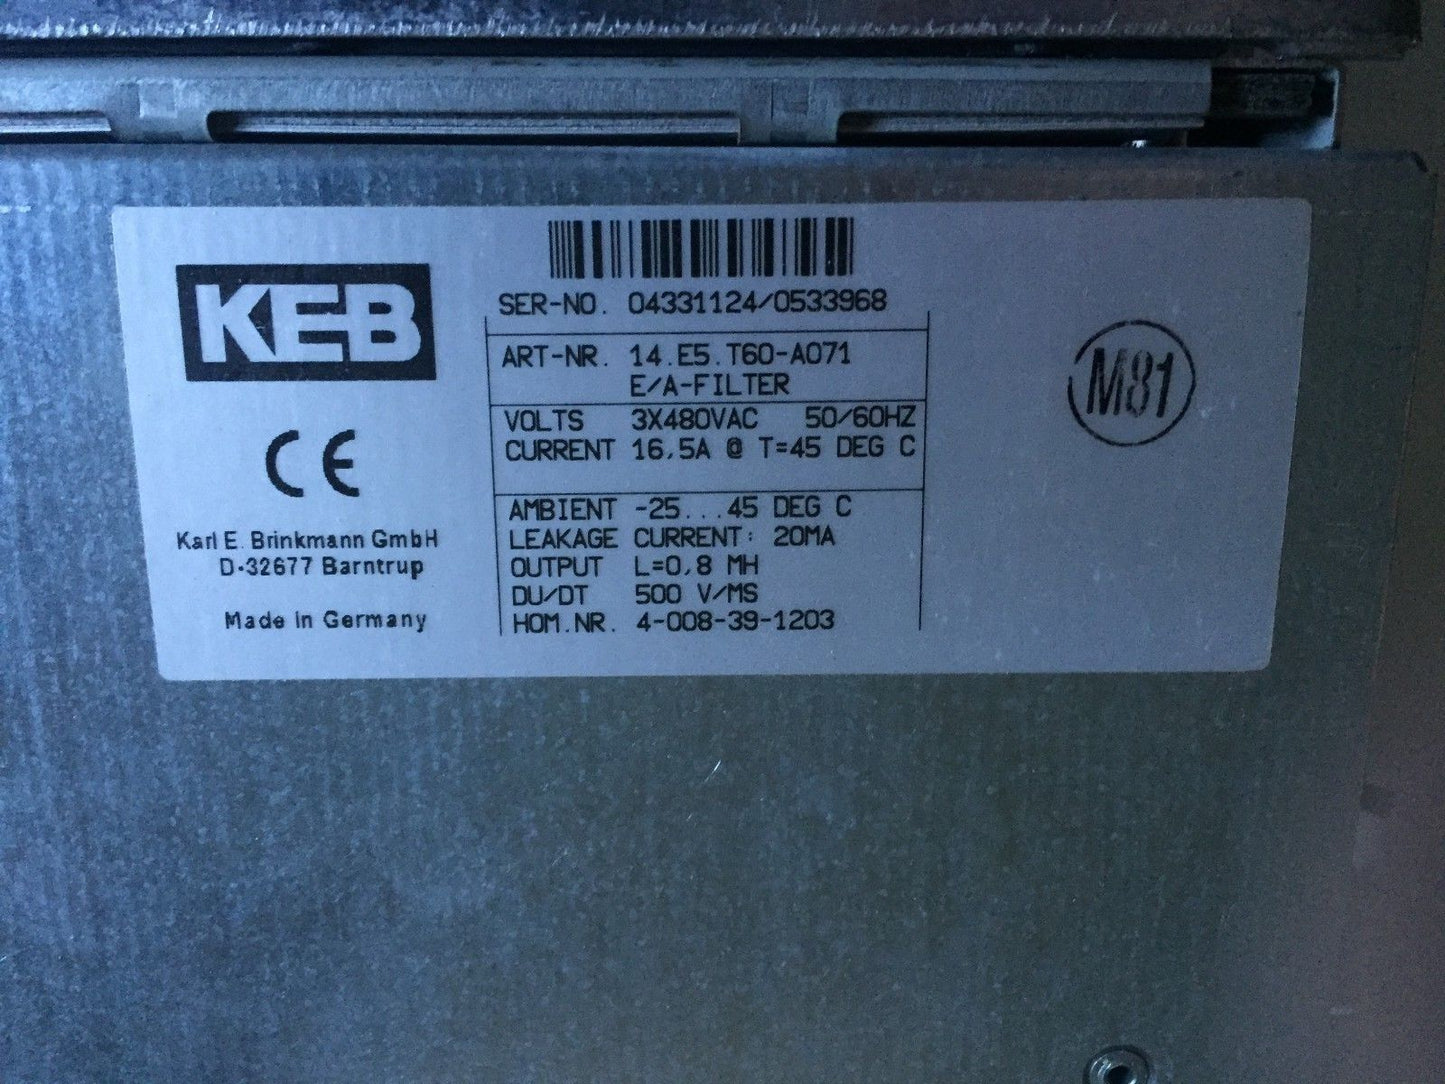 KEB
CE
Karl E. Brinkmann GmbH
D-32677 Barntrup
Made in Germany
SER-NO. 04331124/0533968
ART-NR. 14.E5.T60-A071
E/A-FILTER
VOLTS 3X480VAC 50/60HZ
CURRENT 16,5A @ T=45 DEG C
AMBIENT -25...45 DEG C
LEAKAGE CURRENT: 20MA
OUTPUT L=0,8 MH
DU/DT 500 V/MS
HOM.NR. 4-008-39-1203
M81